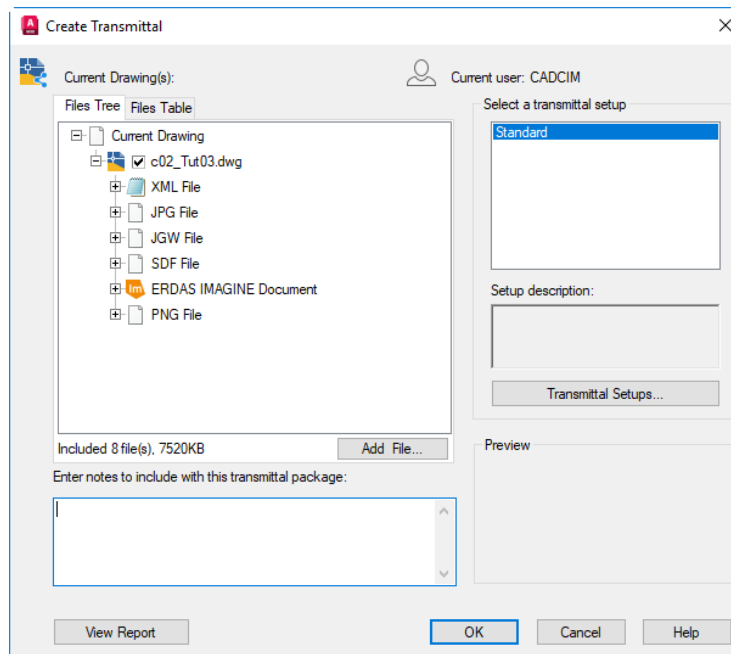 Create Transmittal
Current Drawing(s):
Current user: CADCIM
Files Tree
Files Table
Current Drawing
c02_Tut03.dwg
XML File
JPG File
JGW File
SDF File
ERDAS IMAGINE Document
PNG File
Included 8 file(s), 7520KB
Add File...
Enter notes to include with this transmittal package:
Select a transmittal setup
Standard
Setup description:
Transmittal Setups...
Preview
View Report
OK
Cancel
Help